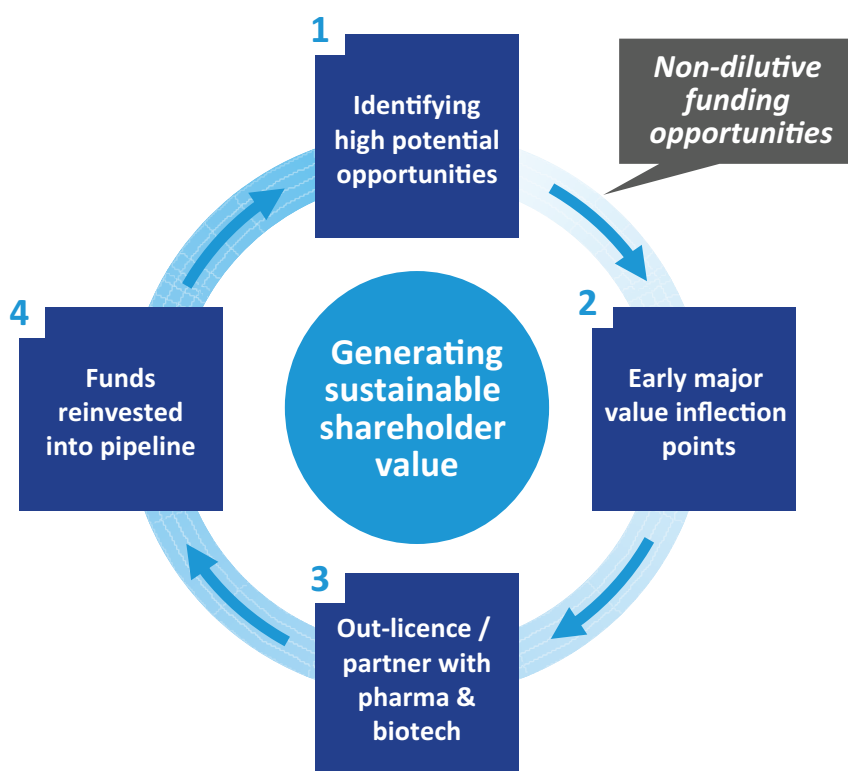 1
Identifying
high potential
opportunities
Non-dilutive
funding
opportunities
2
Early major
value inflection
points
3
Out-licence /
partner with
pharma &
biotech
4
Funds
reinvested
into pipeline
Generating
sustainable
shareholder
value